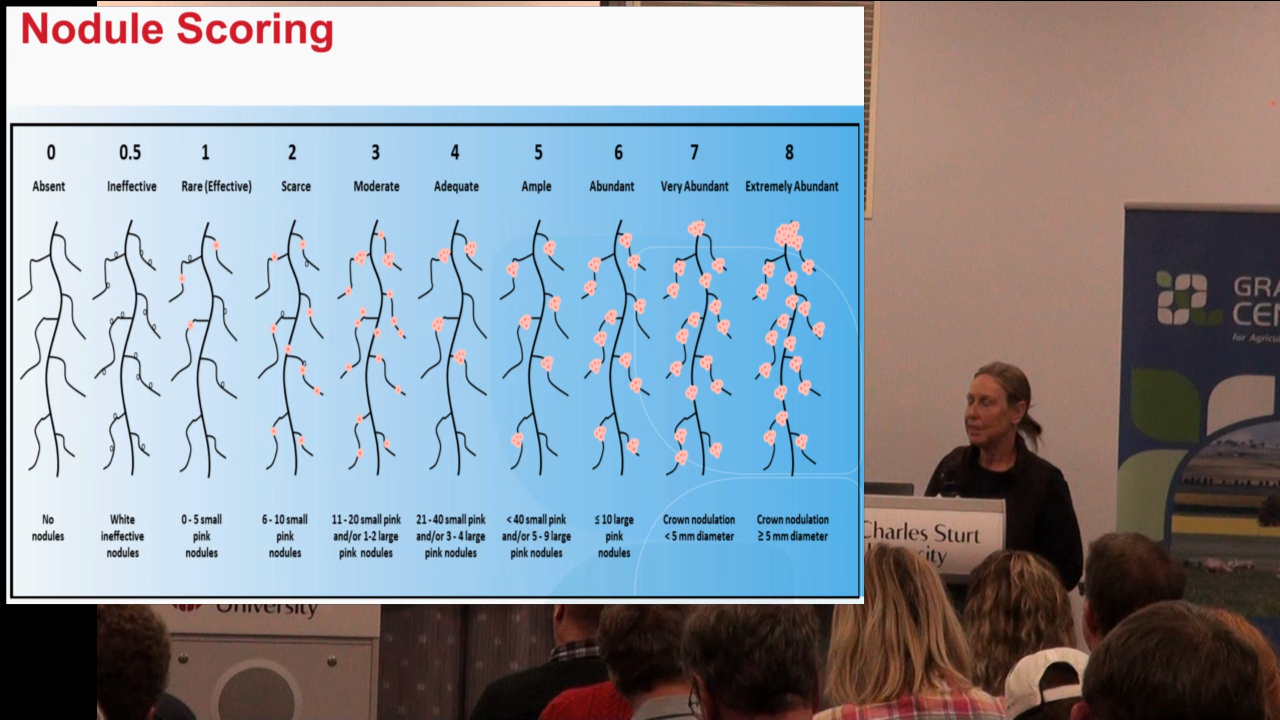 Nodule Scoring
0 0.5 1 2 3 4 5 6 7 8
Absent Ineffective Rare (Effective) Scarce Moderate Adequate Ample Abundant Very Abundant Extremely Abundant
No
nodules
White
ineffective
nodules
0 - 5 small
pink
nodules
6 - 10 small
pink
nodules
11 - 20 small pink
and/or 1-2 large
pink nodules
21 - 40 small pink
and/or 3 - 4 large
pink nodules
< 40 small pink
and/or 5 - 9 large
pink nodules
≤ 10 large
pink
nodules
Crown nodulation
< 5 mm diameter
Crown nodulation
≥ 5 mm diameter
GRA
CEN
for Agricu
Charles Sturt
University